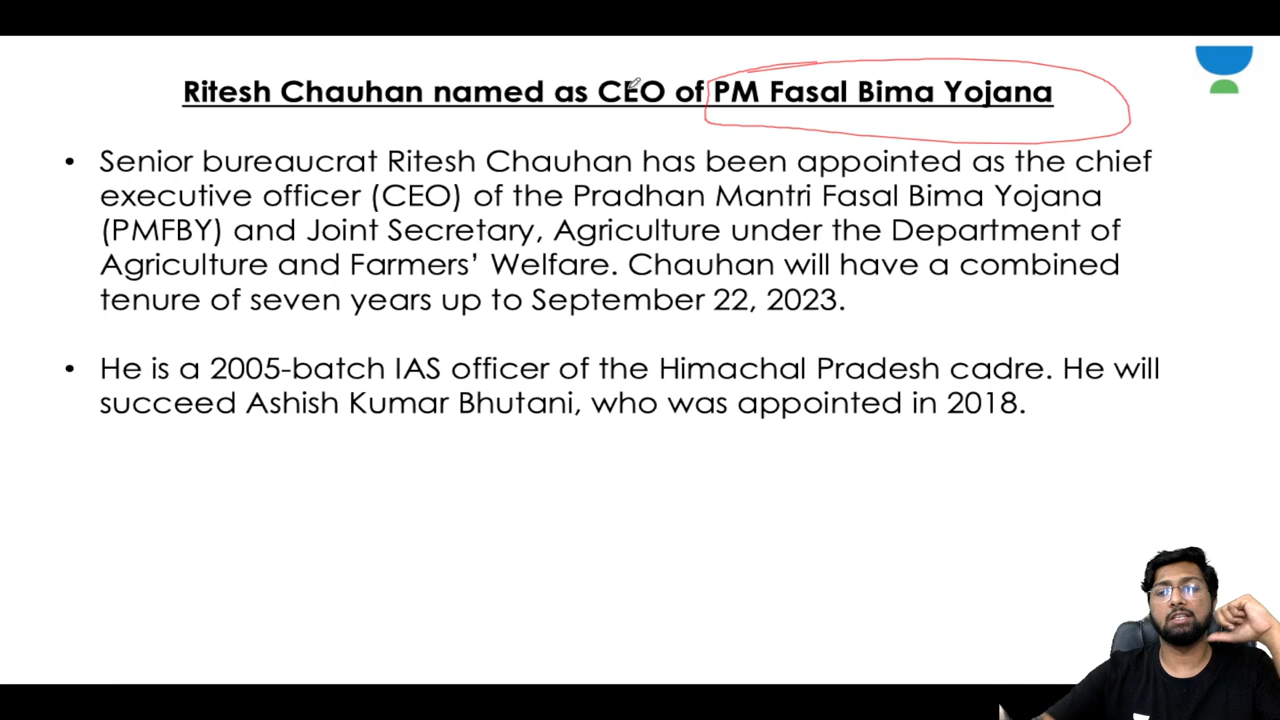 Ritesh Chauhan named as CEO of PM Fasal Bima Yojana
• Senior bureaucrat Ritesh Chauhan has been appointed as the chief
executive officer (CEO) of the Pradhan Mantri Fasal Bima Yojana
(PMFBY) and Joint Secretary, Agriculture under the Department of
Agriculture and Farmers’ Welfare. Chauhan will have a combined
tenure of seven years up to September 22, 2023.
• He is a 2005-batch IAS officer of the Himachal Pradesh cadre. He will
succeed Ashish Kumar Bhutani, who was appointed in 2018.